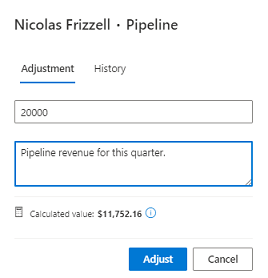 Nicolas Frizzell · Pipeline
Adjustment History
20000
Pipeline revenue for this quarter.
Calculated value: $11,752.16
Adjust Cancel